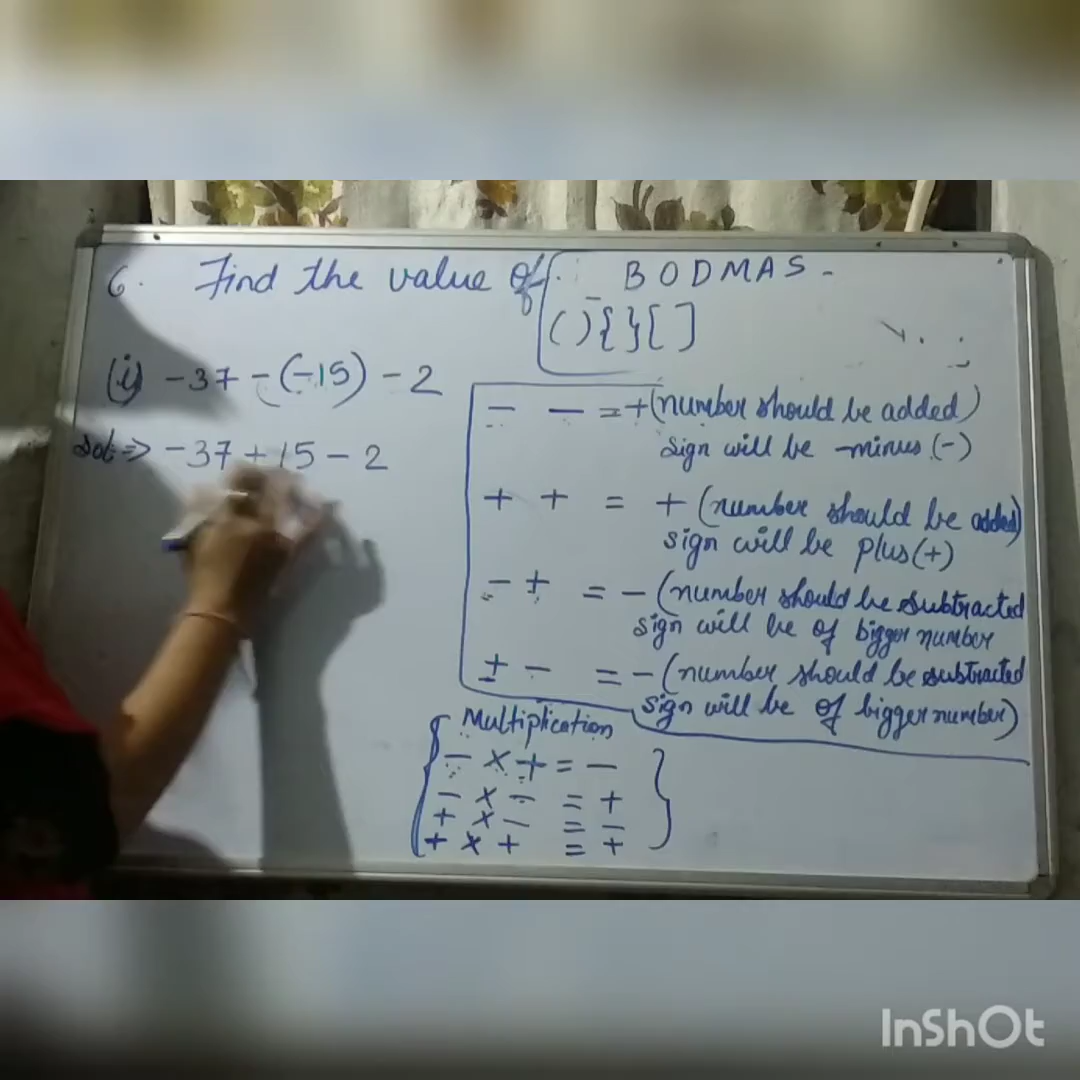 6. Find the value of
BODMAS -
( ) { } [ ]
(i) -37 - (-15) - 2
Sol => -37 + 15 - 2
- - = + (number should be added)
sign will be minus (-)
+ + = + (number should be added)
sign will be plus (+)
- + = - (number should be subtracted
sign will be of bigger number
+ - = - (number should be subtracted
sign will be of bigger number)
Multiplication
- × + = -
- × - = +
+ × - = -
+ × + = +
InShOt